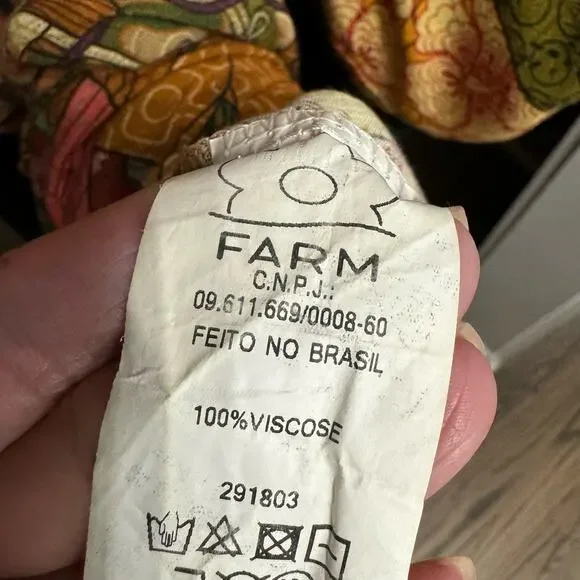 FARM
C.N.P.J.:
09.611.669/0008-60
FEITO NO BRASIL
100%VISCOSE
291803